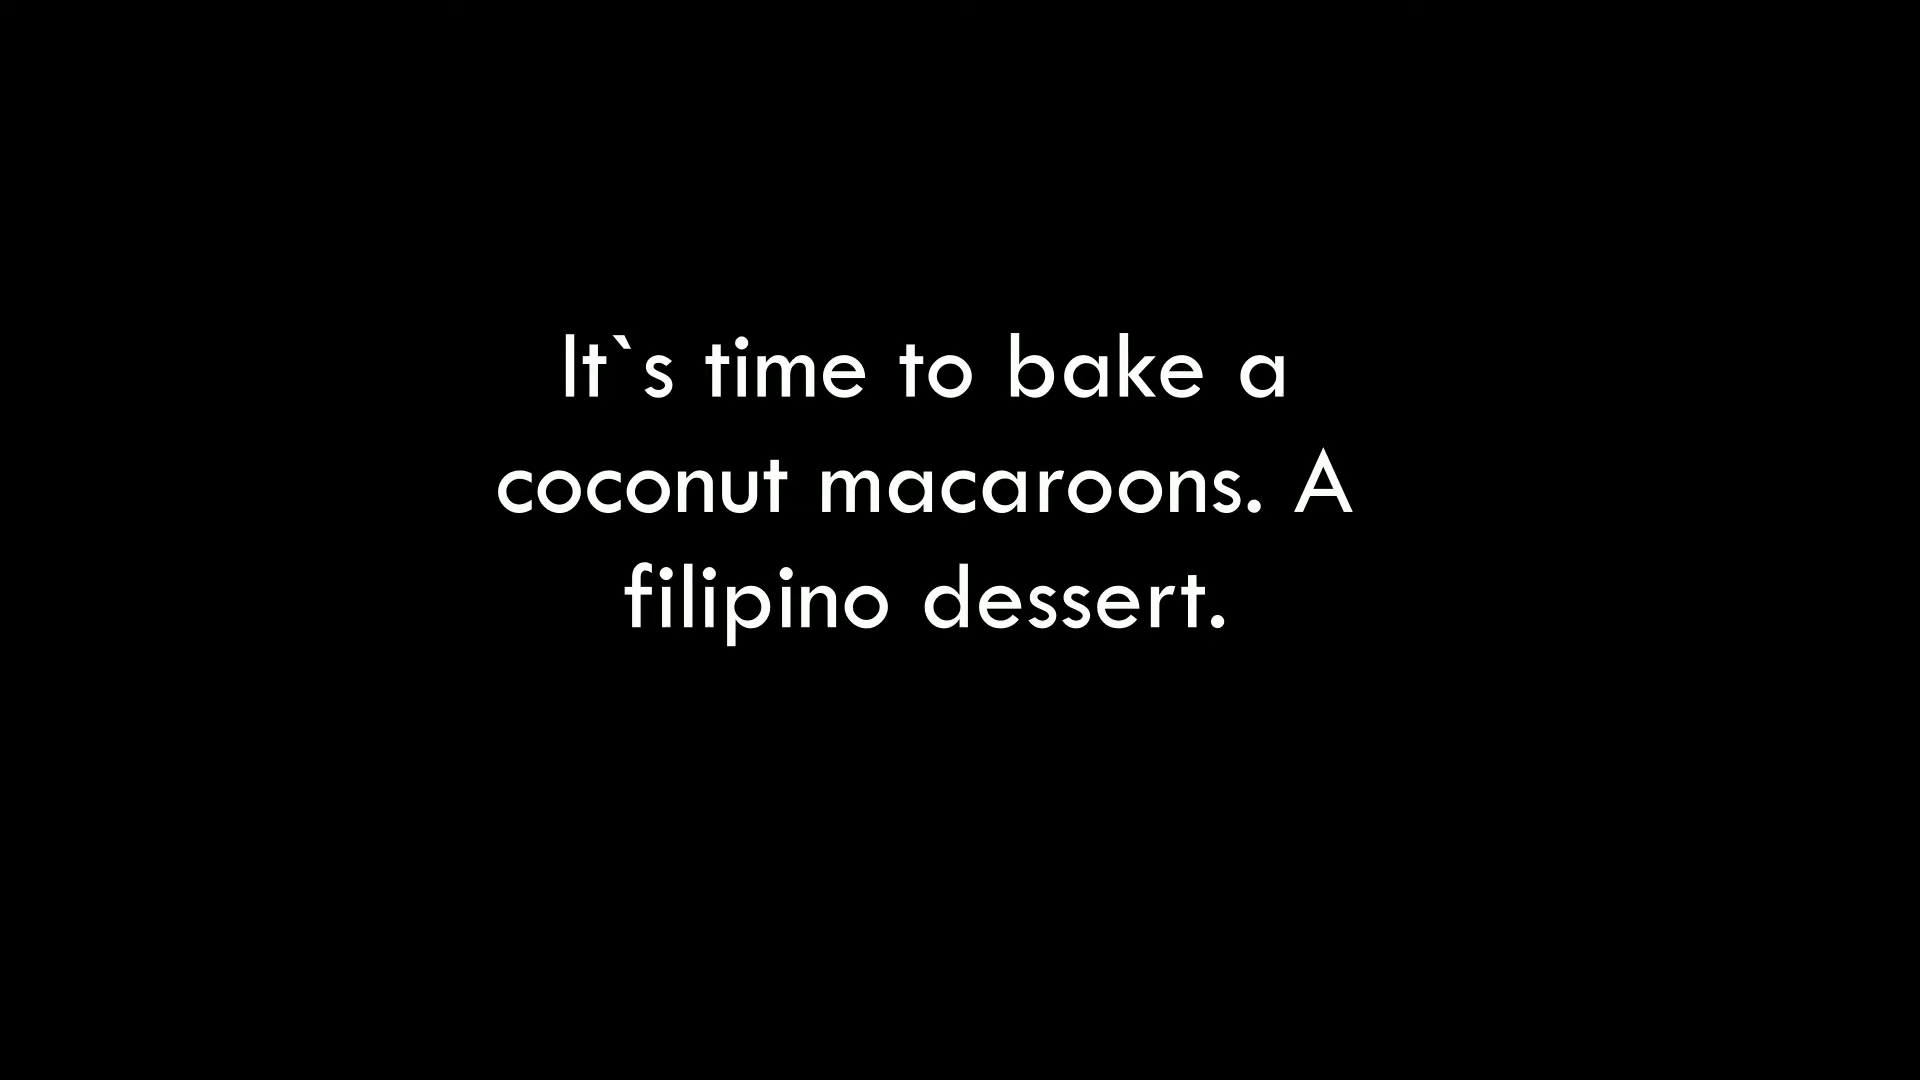 It`s time to bake a
coconut macaroons. A
filipino dessert.